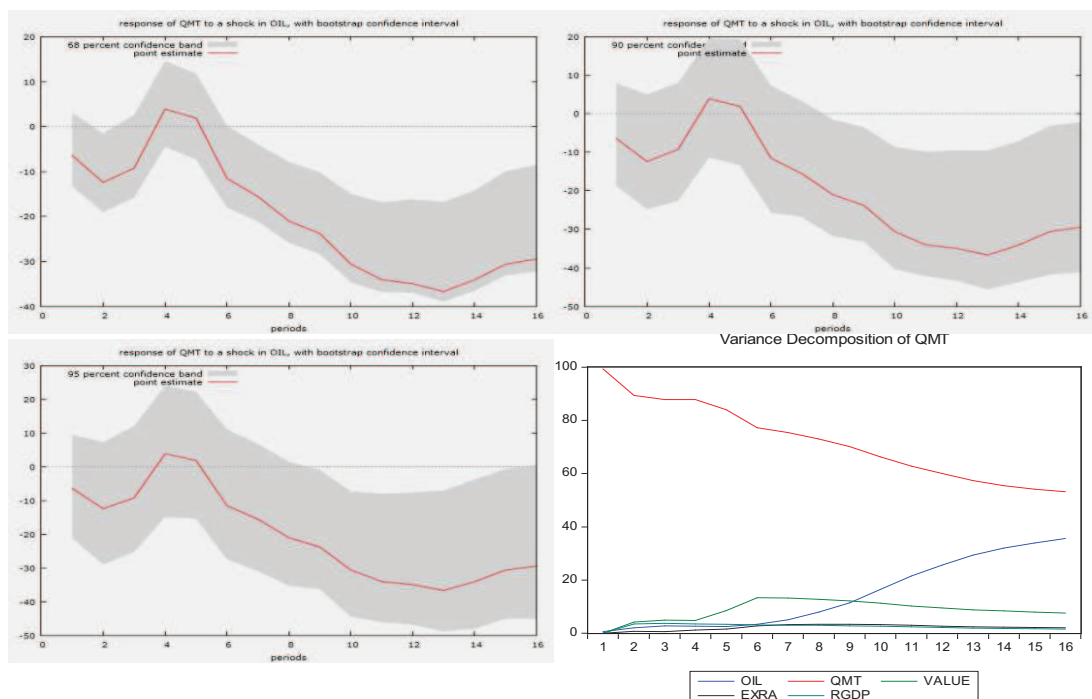 response of QMT to a shock in OIL, with bootstrap confidence interval
20
10
0
-10
-20
-30
-40
68 percent confidence band
point estimate
0 2 4 6 8 10 12 14 16
periods
response of QMT to a shock in OIL, with bootstrap confidence interval
20
10
0
-10
-20
-30
-40
-50
90 percent
point estimate
0 2 4 6 8 10 12 14 16
periods
response of QMT to a shock in OIL, with bootstrap confidence interval
30
20
10
0
-10
-20
-30
-40
-50
95 percent confidence band
point estimate
0 2 4 6 8 10 12 14 16
periods
Variance Decomposition of QMT
100
80
60
40
20
0
1 2 3 4 5 6 7 8 9 10 11 12 13 14 15 16
OIL QMT VALUE
EXRA RGDP